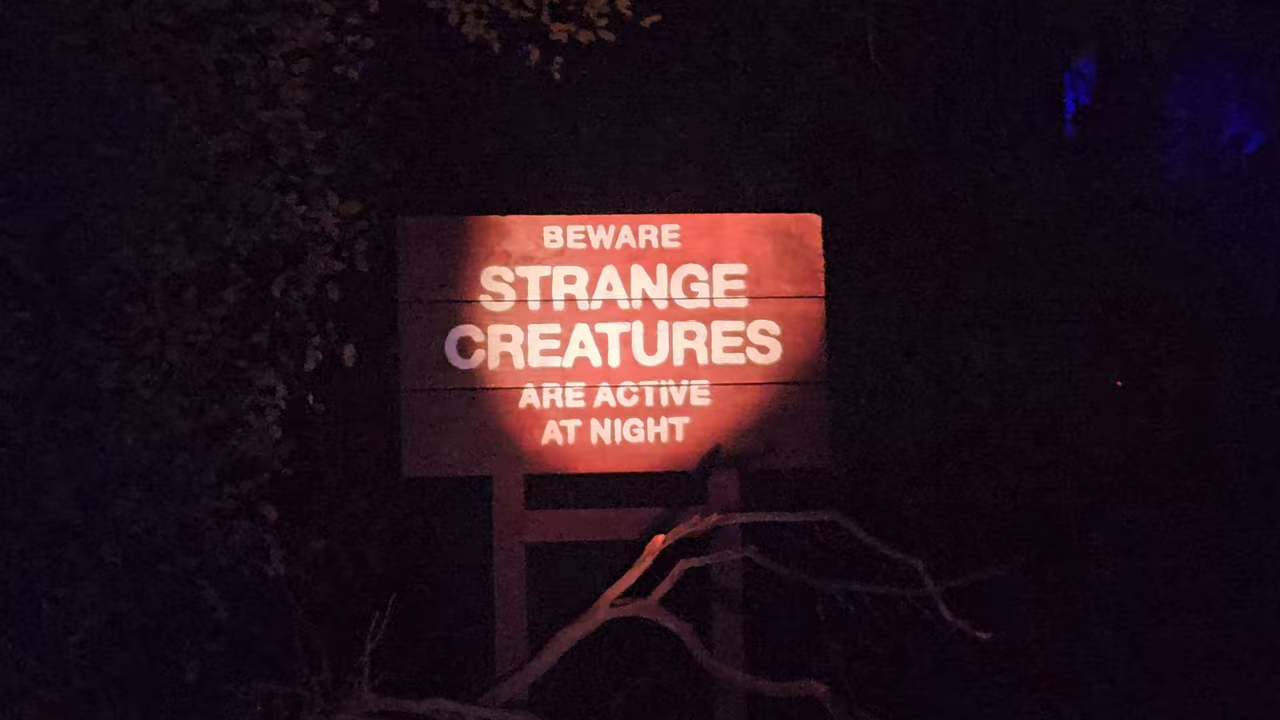 BEWARE
STRANGE
CREATURES
ARE ACTIVE
AT NIGHT